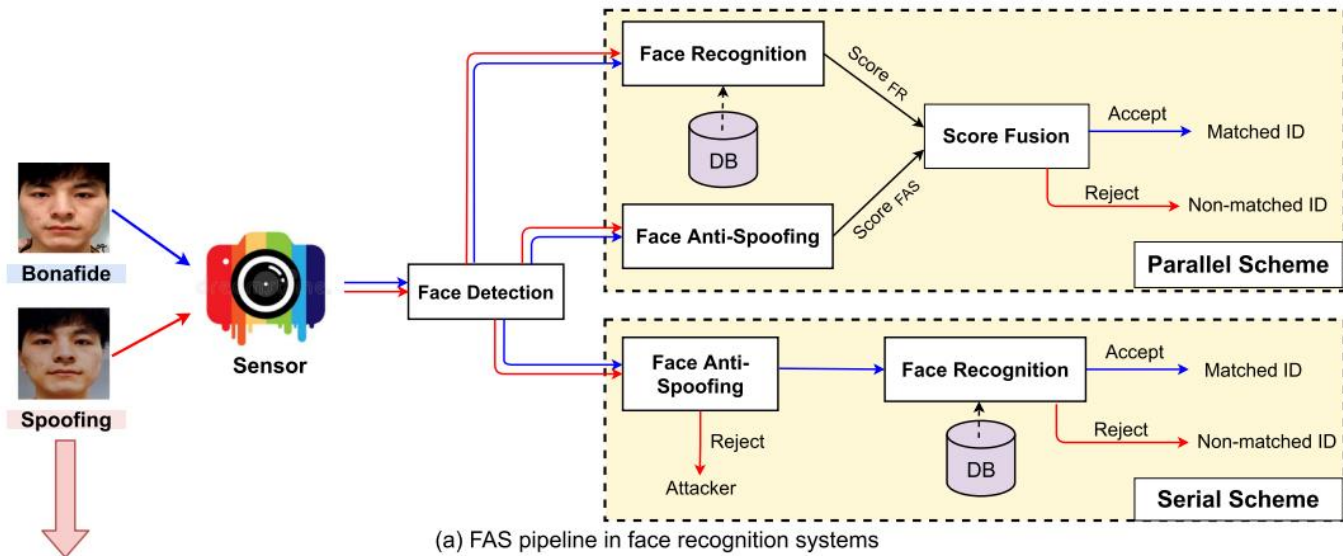 Face Recognition
DB
Face Anti-Spoofing
Score FR
Score FAS
Score Fusion
Accept
Matched ID
Reject
Non-matched ID
Parallel Scheme
Bonafide
Spoofing
Sensor
Face Detection
Face Anti-
Spoofing
Reject
Attacker
Face Recognition
DB
Accept
Matched ID
Reject
Non-matched ID
Serial Scheme
(a) FAS pipeline in face recognition systems